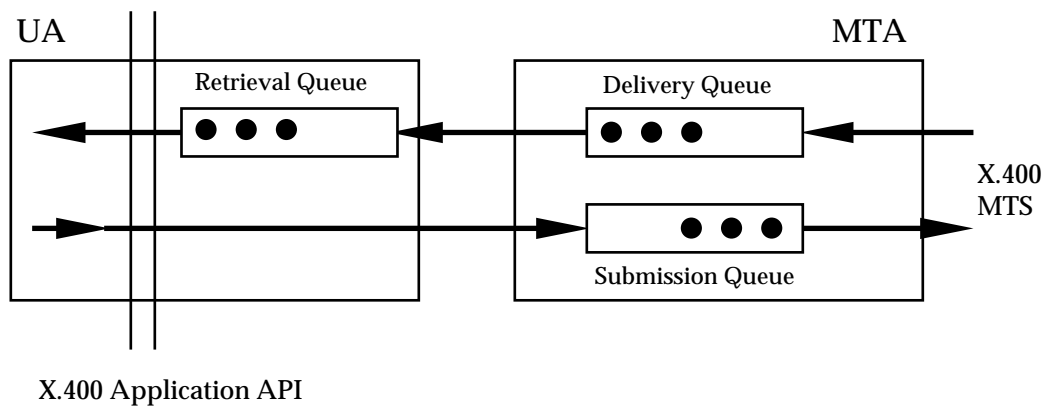 UA
MTA
Retrieval Queue
Delivery Queue
X.400
MTS
Submission Queue
X.400 Application API